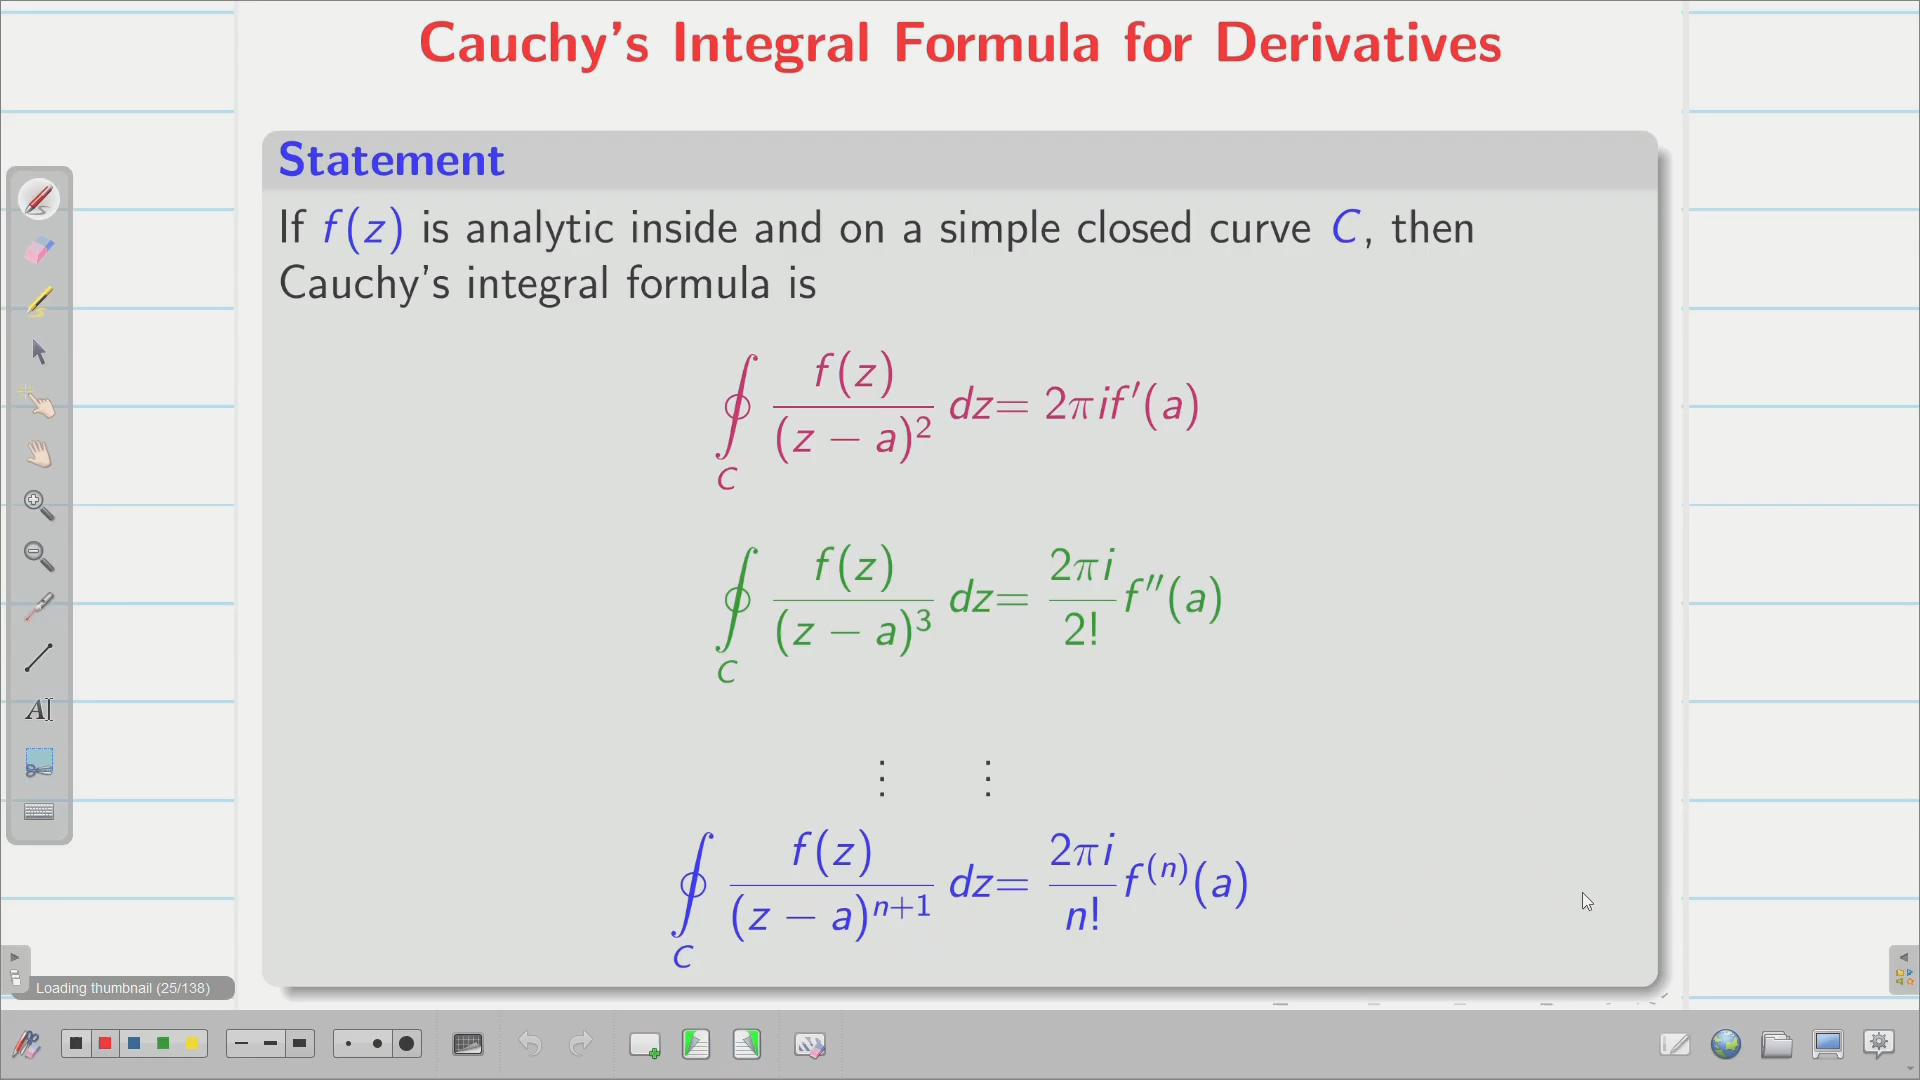 Cauchy's Integral Formula for Derivatives
Statement
If f(z) is analytic inside and on a simple closed curve C, then
Cauchy's integral formula is
∮_C f(z)/(z − a)² dz = 2πif′(a)
∮_C f(z)/(z − a)³ dz = 2πi/2! f″(a)
⋮ ⋮
∮_C f(z)/(z − a)ⁿ⁺¹ dz = 2πi/n! f⁽ⁿ⁾(a)
Loading thumbnail (25/138)